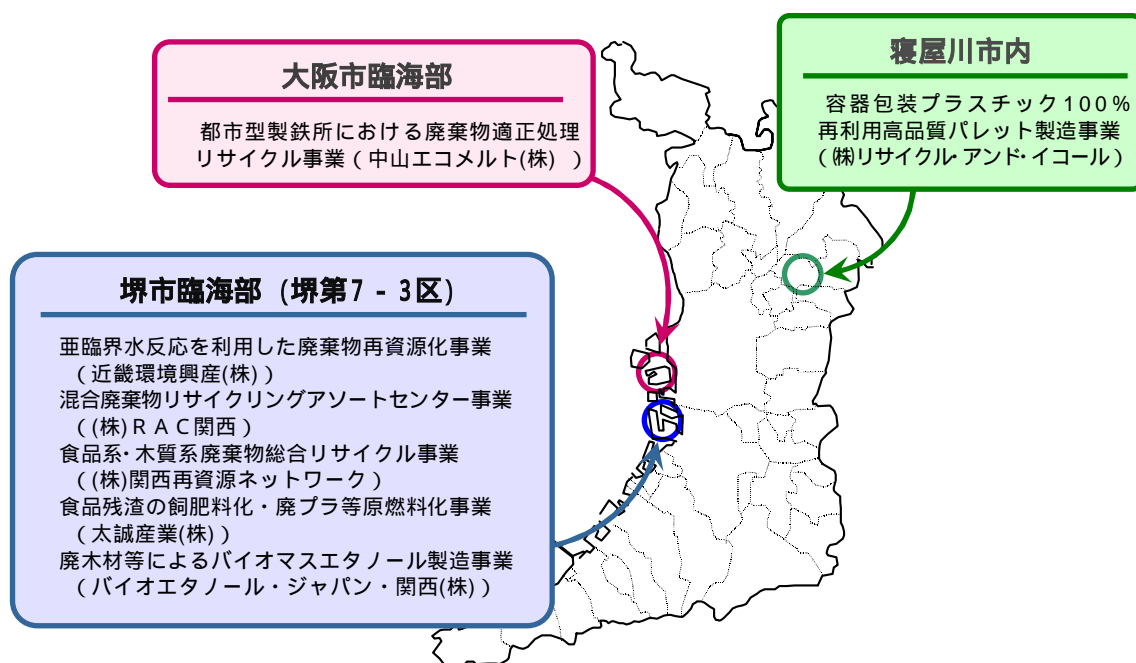 大阪市臨海部
都市型製鉄所における廃棄物適正処理
リサイクル事業（中山エコメルト(株) ）
寝屋川市内
容器包装プラスチック100%
再利用高品質パレット製造事業
（㈱リサイクル・アンド・イコール）
堺市臨海部（堺第7‐3区）
亜臨界水反応を利用した廃棄物再資源化事業
（近畿環境興産(株)）
混合廃棄物リサイクリングアソートセンター事業
（(株)ＲＡＣ関西）
食品系・木質系廃棄物総合リサイクル事業
（(株)関西再資源ネットワーク）
食品残渣の飼肥料化・廃プラ等原燃料化事業
（太誠産業(株)）
廃木材等によるバイオマスエタノール製造事業
（バイオエタノール・ジャパン・関西(株)）